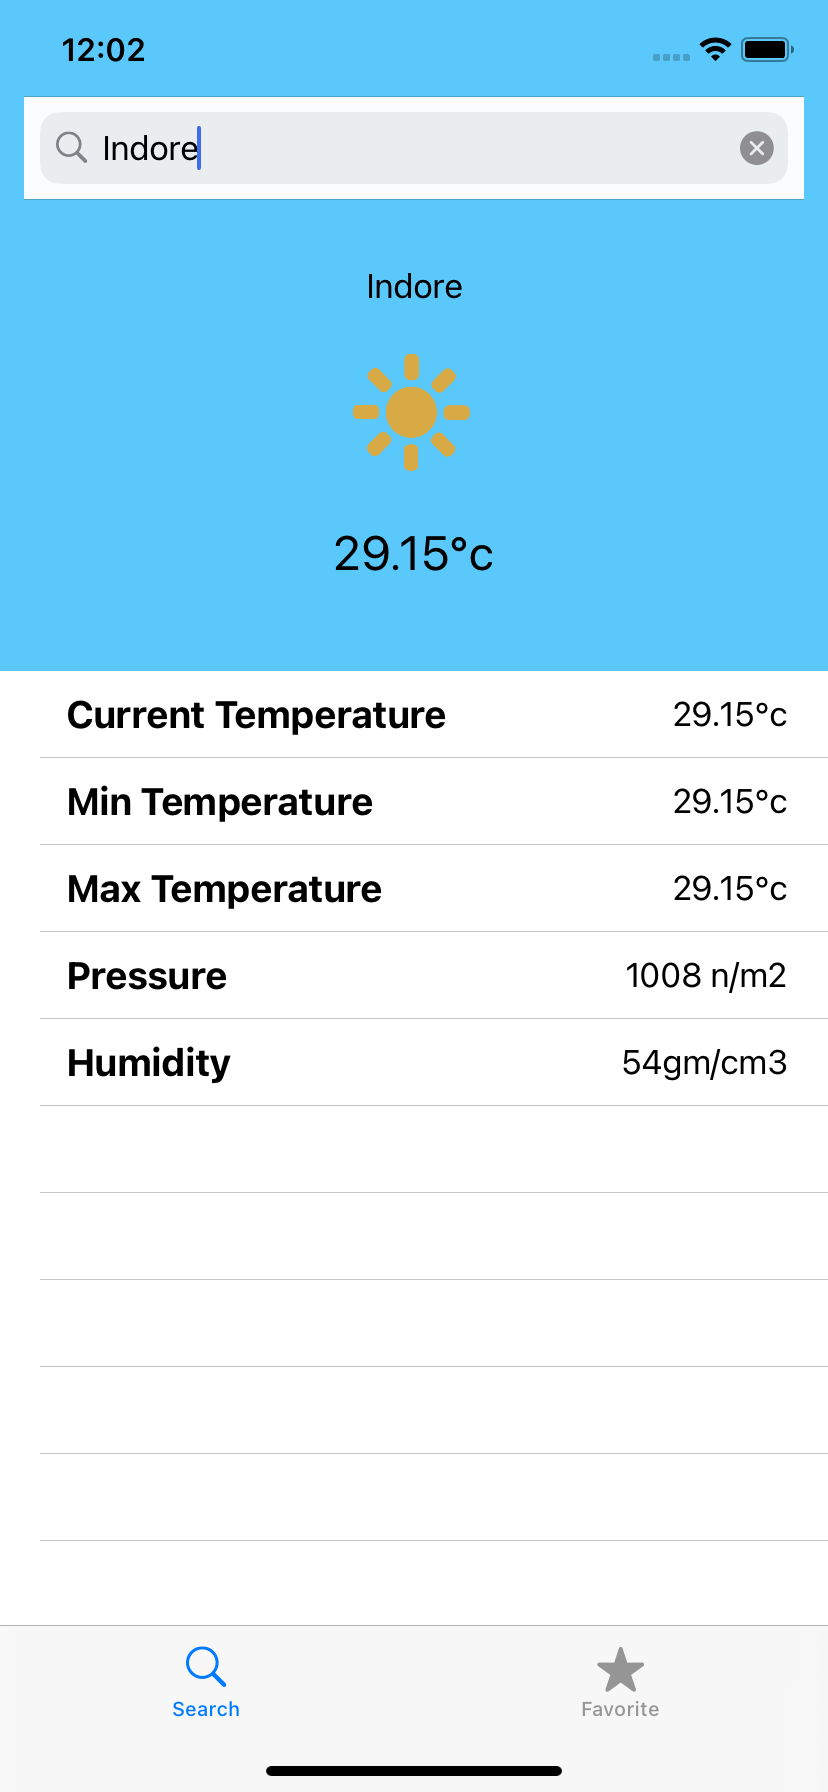 12:02
Indore
Indore
29.15°c
Current Temperature 29.15°c
Min Temperature 29.15°c
Max Temperature 29.15°c
Pressure 1008 n/m2
Humidity 54gm/cm3
Search Favorite